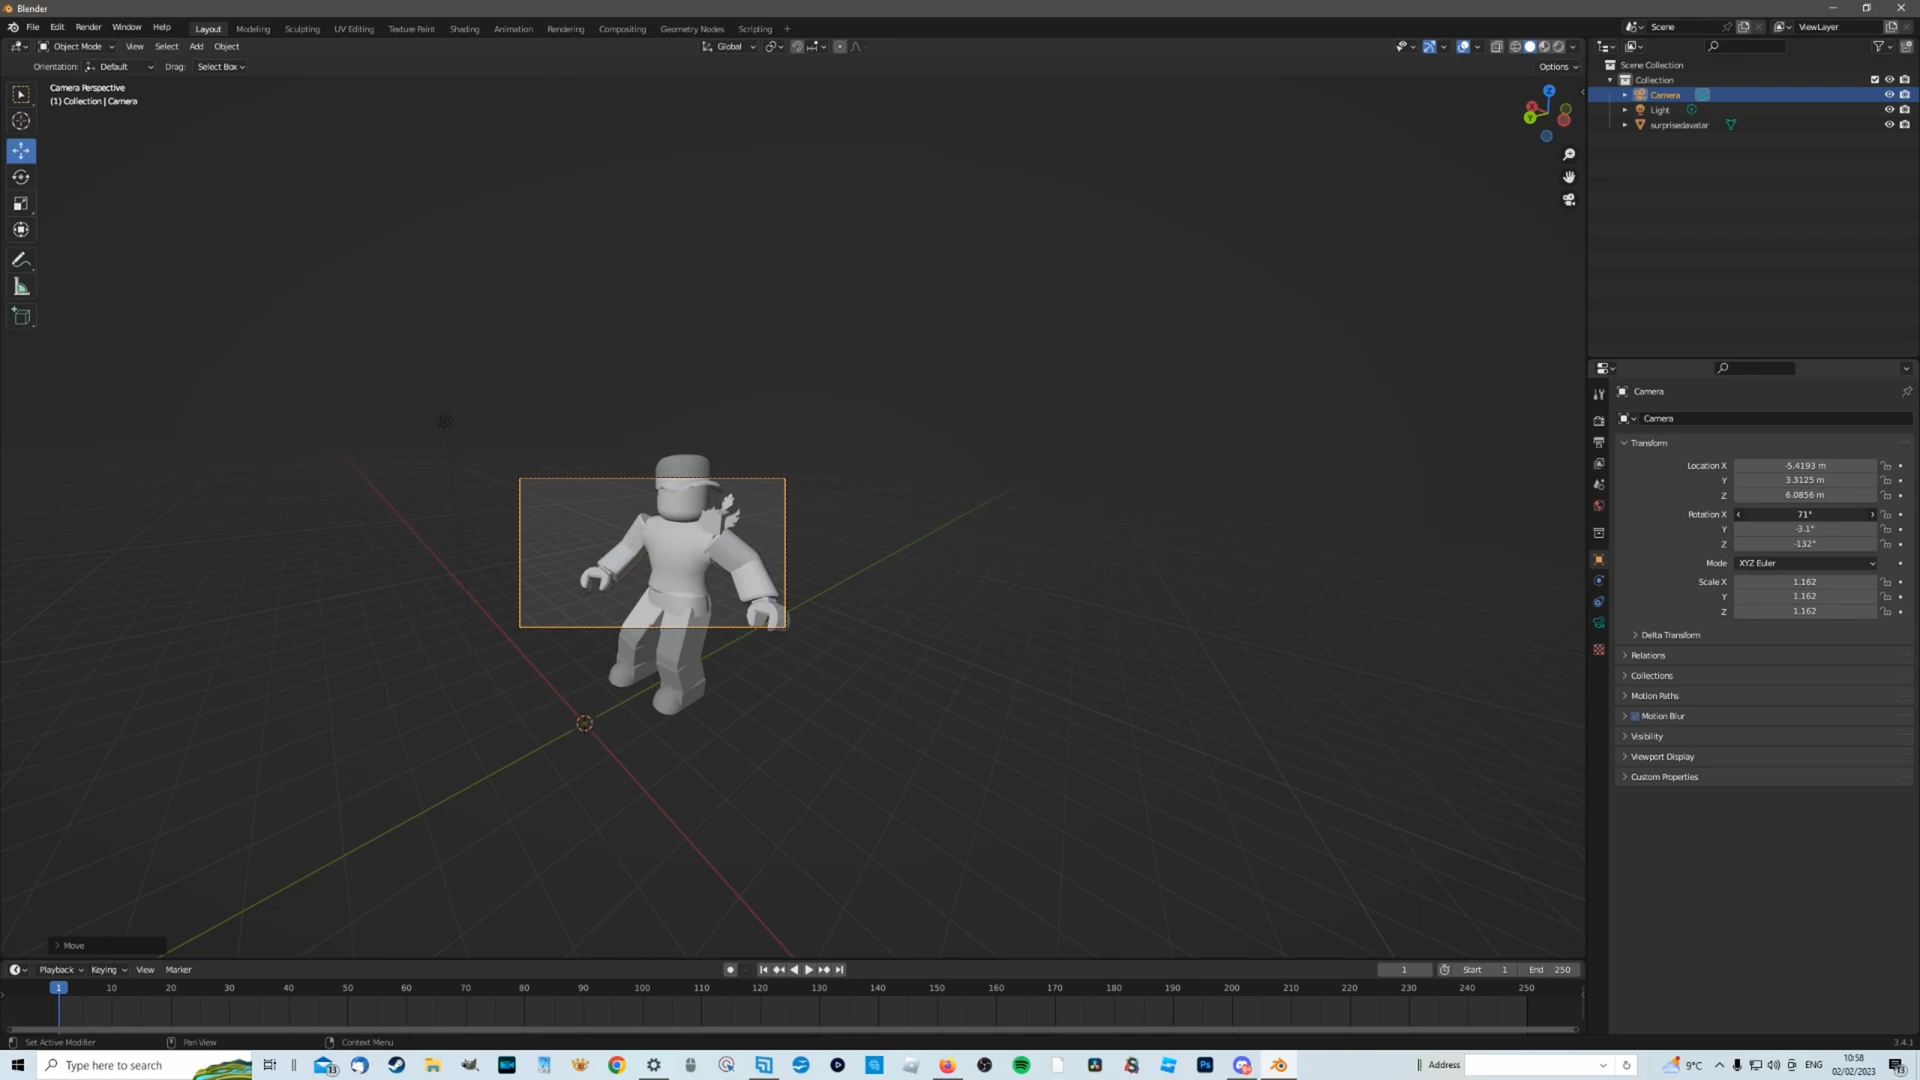 Blender
File Edit Render Window Help
Layout Modeling Sculpting UV Editing Texture Paint Shading Animation Rendering Compositing Geometry Nodes Scripting +
Scene
ViewLayer
Object Mode View Select Add Object
Global
Orientation: Default Drag: Select Box
Options
Camera Perspective
(1) Collection | Camera
Z
Y
X
Scene Collection
Collection
Camera
Light
surprisedavatar
Camera
Camera
Transform
Location X -5.4193 m
Y 3.3125 m
Z 6.0856 m
Rotation X 71°
Y -3.1°
Z -132°
Mode XYZ Euler
Scale X 1.162
Y 1.162
Z 1.162
Delta Transform
Relations
Collections
Motion Paths
Motion Blur
Visibility
Viewport Display
Custom Properties
Move
Playback Keying View Marker
1 Start 1 End 250
1 10 20 30 40 50 60 70 80 90 100 110 120 130 140 150 160 170 180 190 200 210 220 230 240 250
Set Active Modifier Pan View Context Menu
3.4.1
Type here to search
13
Ps
Address
9°C
ENG
10:58
02/02/2023